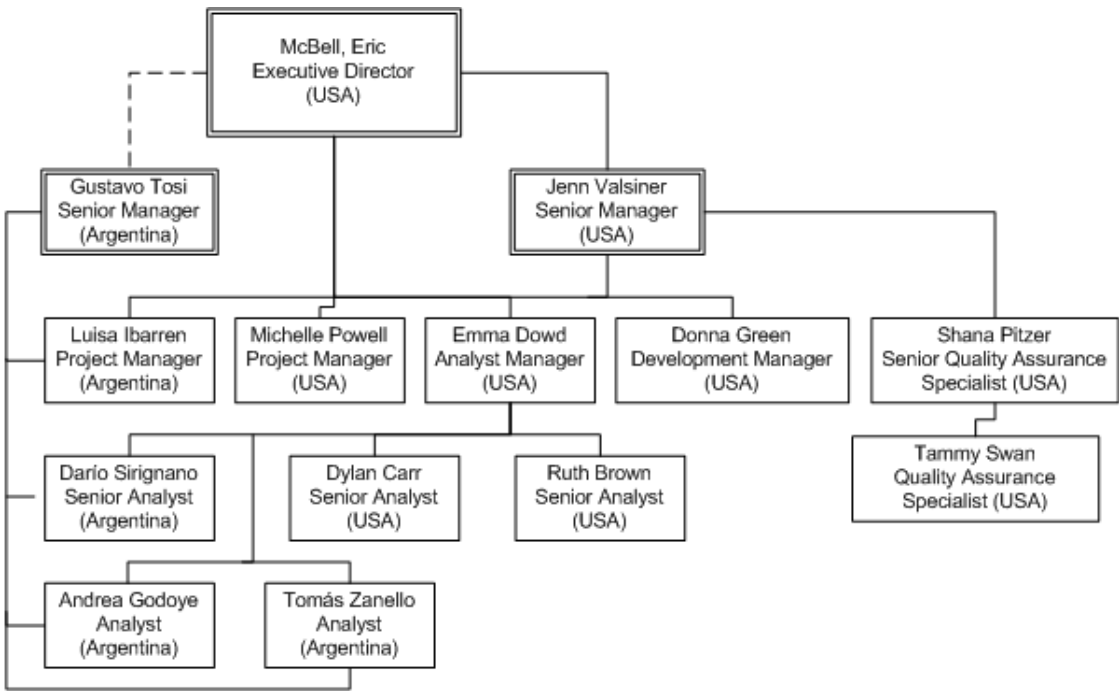 McBell, Eric
Executive Director
(USA)
Gustavo Tosi
Senior Manager
(Argentina)
Jenn Valsiner
Senior Manager
(USA)
Luisa Ibarren
Project Manager
(Argentina)
Michelle Powell
Project Manager
(USA)
Emma Dowd
Analyst Manager
(USA)
Donna Green
Development Manager
(USA)
Shana Pitzer
Senior Quality Assurance
Specialist (USA)
Darío Sirignano
Senior Analyst
(Argentina)
Dylan Carr
Senior Analyst
(USA)
Ruth Brown
Senior Analyst
(USA)
Tammy Swan
Quality Assurance
Specialist (USA)
Andrea Godoye
Analyst
(Argentina)
Tomás Zanello
Analyst
(Argentina)